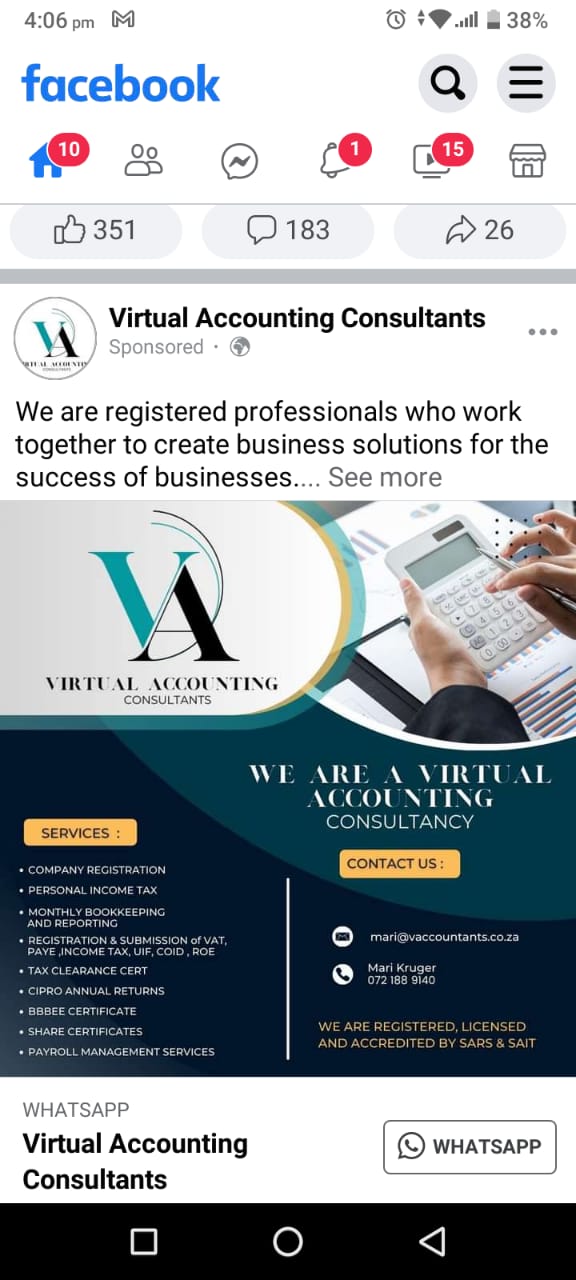 4:06 pm
38%
facebook
10
1
15
351
183
26
Virtual Accounting Consultants
Sponsored ·
We are registered professionals who work
together to create business solutions for the
success of businesses.... See more
VA
VIRTUAL ACCOUNTING
CONSULTANTS
WE ARE A VIRTUAL
ACCOUNTING
CONSULTANCY
SERVICES :
• COMPANY REGISTRATION
• PERSONAL INCOME TAX
• MONTHLY BOOKKEEPING
AND REPORTING
• REGISTRATION & SUBMISSION of VAT,
PAYE ,INCOME TAX, UIF, COID , ROE
• TAX CLEARANCE CERT
• CIPRO ANNUAL RETURNS
• BBBEE CERTIFICATE
• SHARE CERTIFICATES
• PAYROLL MANAGEMENT SERVICES
CONTACT US :
mari@vaccountants.co.za
Mari Kruger
072 188 9140
WE ARE REGISTERED, LICENSED
AND ACCREDITED BY SARS & SAIT
WHATSAPP
Virtual Accounting
Consultants
WHATSAPP